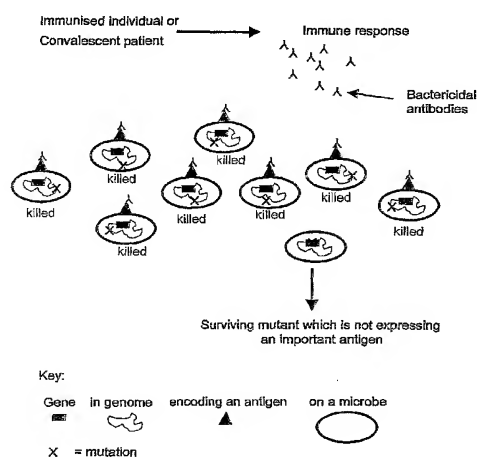 Immunised individual or
Convalescent patient
Immune response
Bactericidal
antibodies
killed
killed
killed
killed
killed
killed
killed
killed
killed
Surviving mutant which is not expressing
an important antigen
Key:
Gene in genome encoding an antigen on a microbe
X = mutation